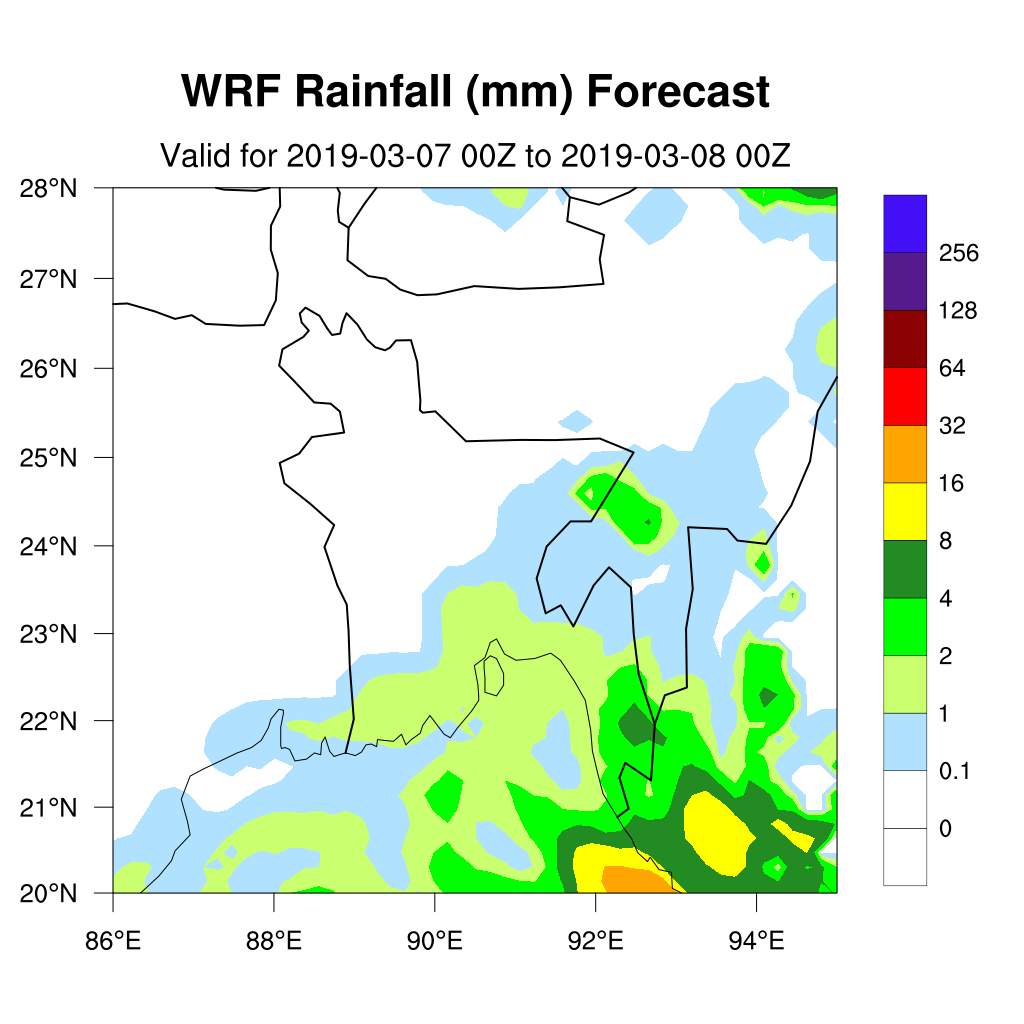 WRF Rainfall (mm) Forecast
Valid for 2019-03-07 00Z to 2019-03-08 00Z
28°N
27°N
26°N
25°N
24°N
23°N
22°N
21°N
20°N
86°E
88°E
90°E
92°E
94°E
256
128
64
32
16
8
4
2
1
0.1
0